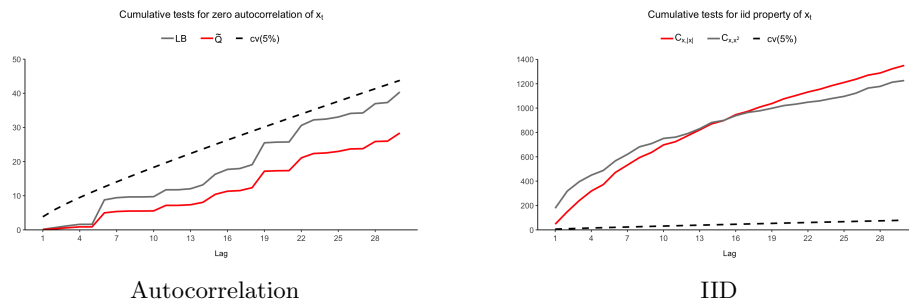 Cumulative tests for zero autocorrelation of xₜ
LB Q̃ cv(5%)
50
40
30
20
10
0
1 4 7 10 13 16 19 22 25 28
Lag
Autocorrelation
Cumulative tests for iid property of xₜ
Cₓ,|ₓ| Cₓ,ₓ² cv(5%)
1400
1200
1000
800
600
400
200
0
1 4 7 10 13 16 19 22 25 28
Lag
IID